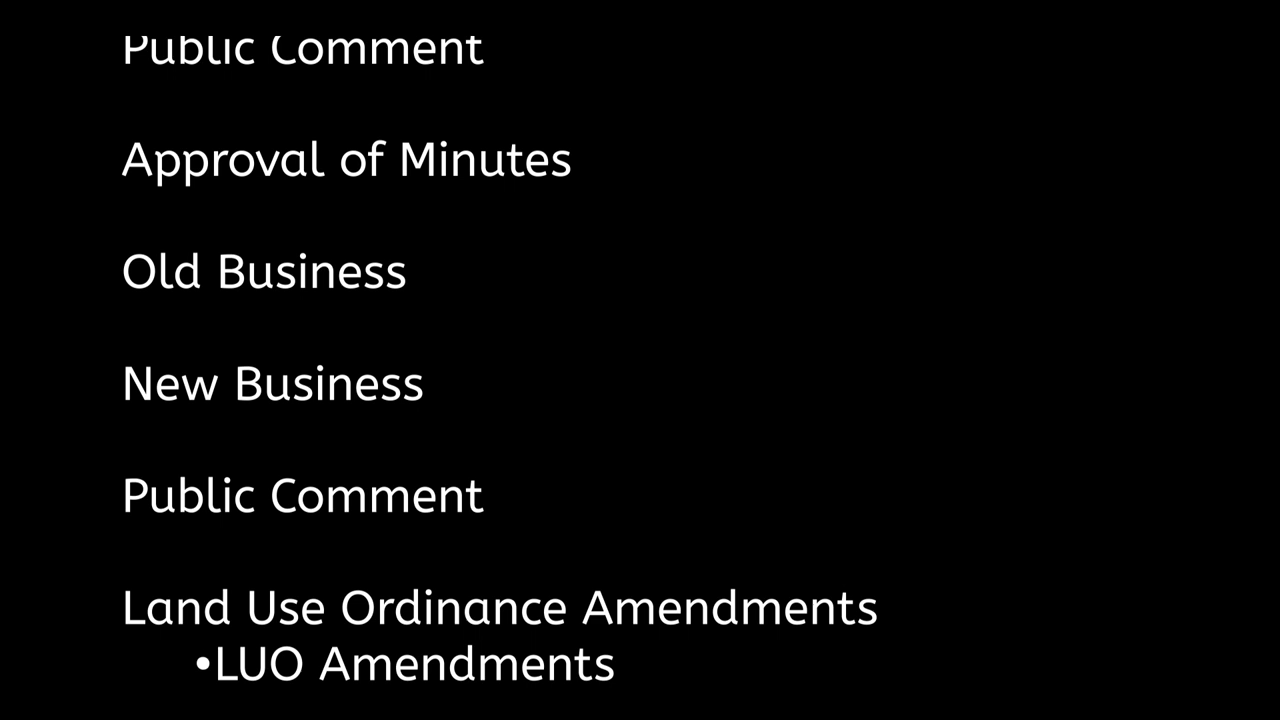 Public Comment
Approval of Minutes
Old Business
New Business
Public Comment
Land Use Ordinance Amendments
•LUO Amendments